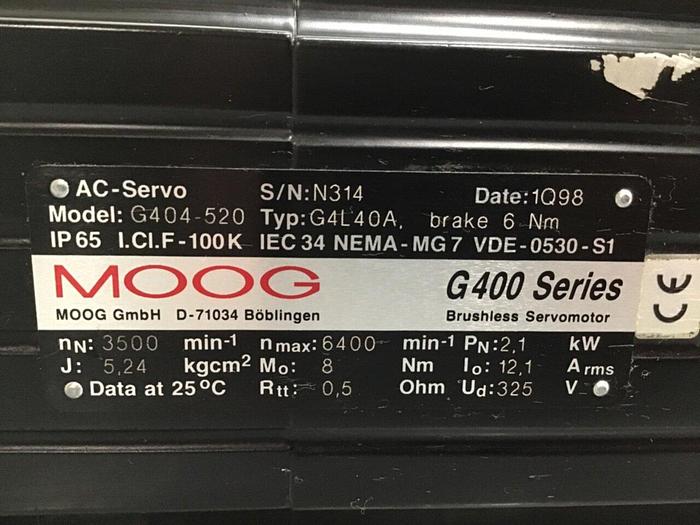 AC-Servo S/N:N314 Date:1Q98
Model: G404-520 Typ:G4L40A, brake 6 Nm
IP65 I.CI.F-100K IEC 34 NEMA-MG7 VDE-0530-S1
MOOG G400 Series
MOOG GmbH D-71034 Böblingen Brushless Servomotor
CE
nN: 3500 min-1 nmax: 6400 min-1 PN: 2,1 kW
J: 5,24 kgcm2 Mo: 8 Nm Io: 12,1 Arms
Data at 25°C Rtt: 0,5 Ohm Ud: 325 V